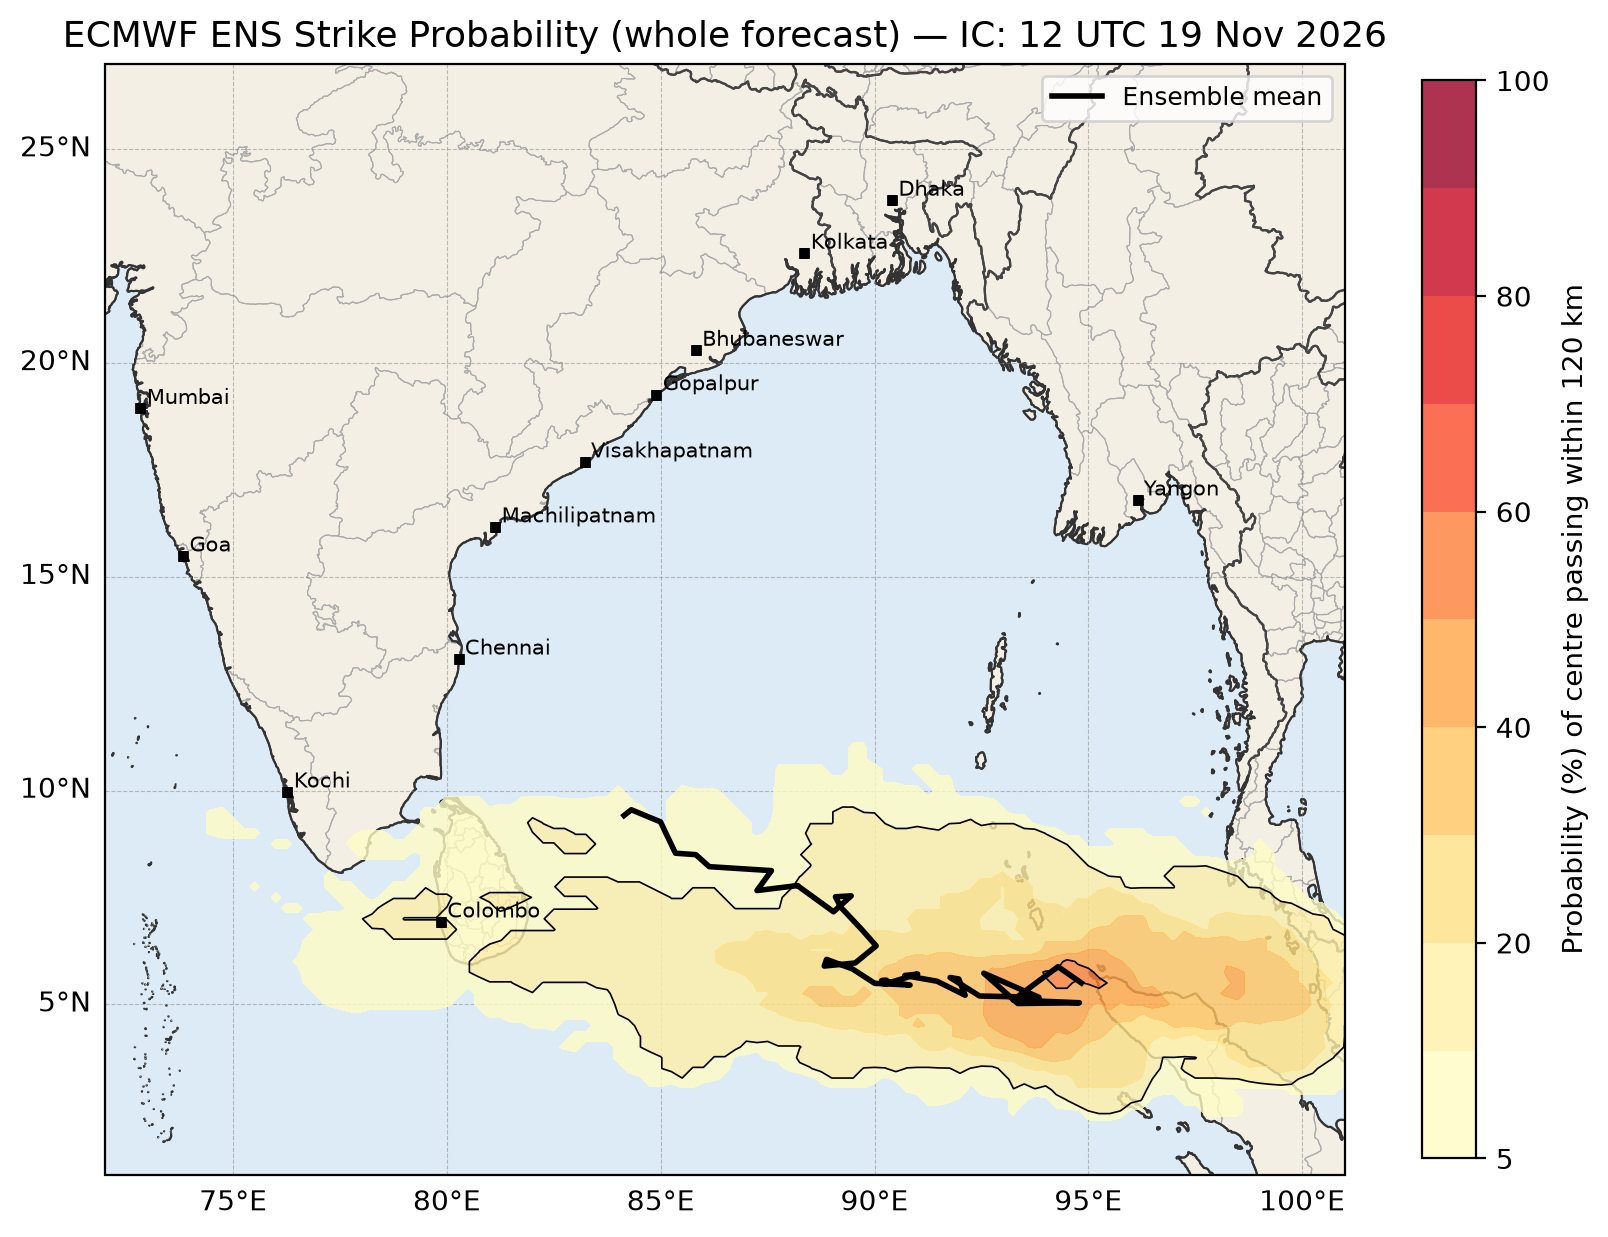 ECMWF ENS Strike Probability (whole forecast) — IC: 12 UTC 19 Nov 2026
Ensemble mean
25°N
20°N
15°N
10°N
5°N
75°E
80°E
85°E
90°E
95°E
100°E
Dhaka
Kolkata
Bhubaneswar
Gopalpur
Mumbai
Visakhapatnam
Yangon
Machilipatnam
Goa
Chennai
Kochi
Colombo
100
80
60
40
20
5
Probability (%) of centre passing within 120 km